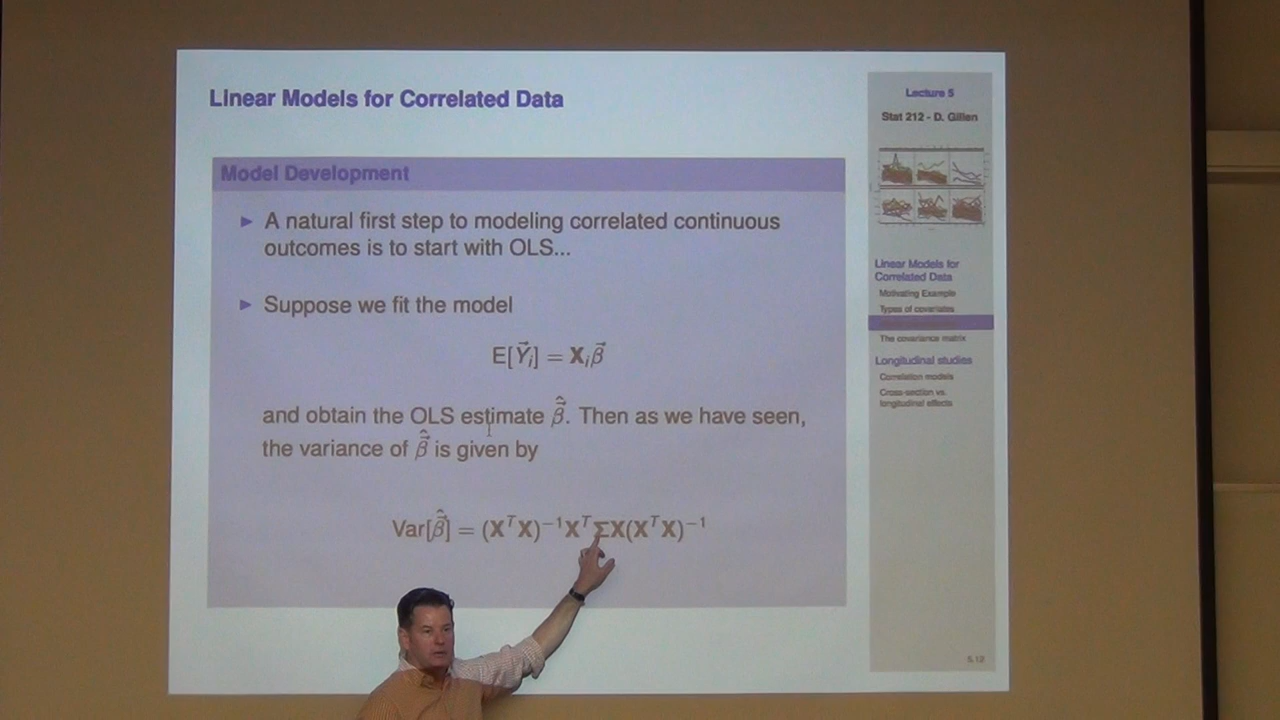 Linear Models for Correlated Data
Model Development
► A natural first step to modeling correlated continuous
outcomes is to start with OLS...
► Suppose we fit the model
E[Y⃗ᵢ] = Xᵢβ⃗
and obtain the OLS estimate β⃗̂. Then as we have seen,
the variance of β⃗̂ is given by
Var[β⃗̂] = (XᵀX)⁻¹XᵀΣX(XᵀX)⁻¹
Lecture 5
Stat 212 - D. Gillen
Linear Models for
Correlated Data
Motivating Example
Types of covariates
The covariance matrix
Longitudinal studies
Correlation models
Cross-section vs.
longitudinal effects
5.12